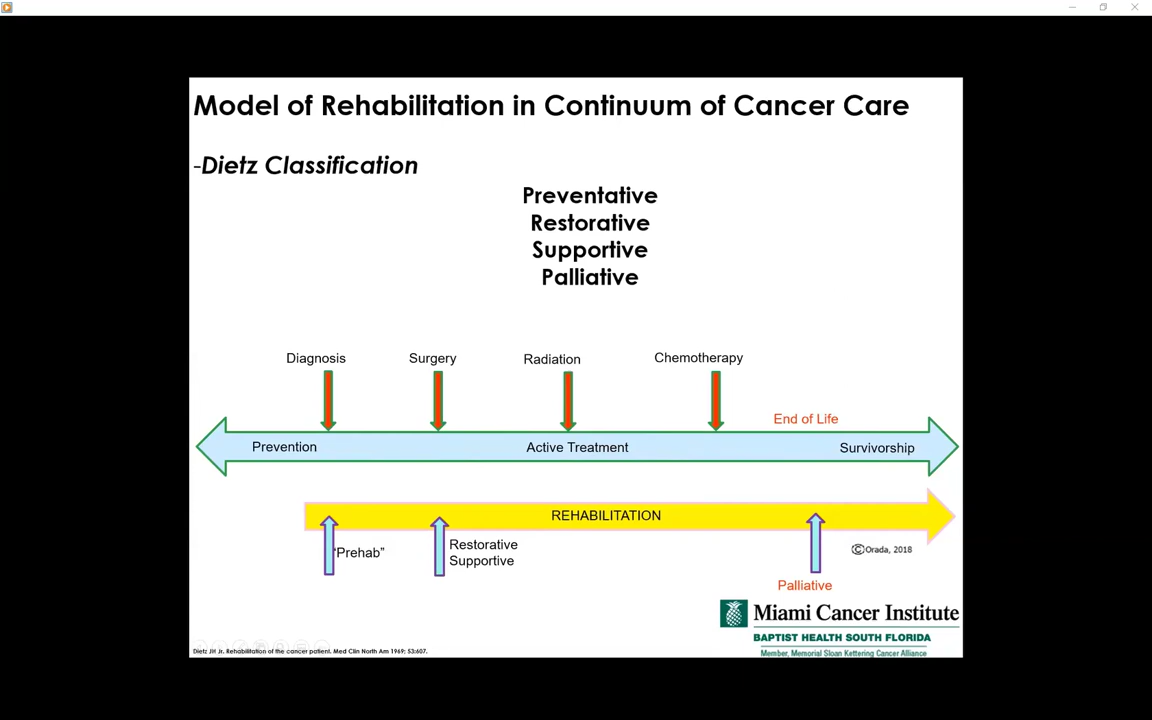 Model of Rehabilitation in Continuum of Cancer Care
-Dietz Classification
Preventative
Restorative
Supportive
Palliative
Diagnosis
Surgery
Radiation
Chemotherapy
End of Life
Prevention
Active Treatment
Survivorship
REHABILITATION
"Prehab"
Restorative
Supportive
©Orada, 2018
Palliative
Miami Cancer Institute
BAPTIST HEALTH SOUTH FLORIDA
Member, Memorial Sloan Kettering Cancer Alliance
Dietz JH Jr. Rehabilitation of the cancer patient. Med Clin North Am 1969; 53:607.